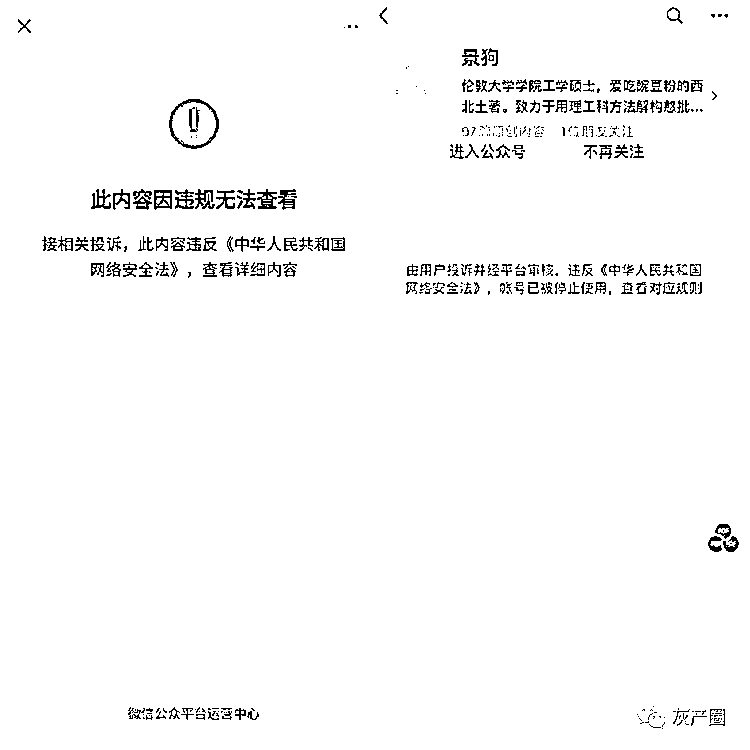 此内容因违规无法查看
接相关投诉，此内容违反《中华人民共和国
网络安全法》，查看详细内容
微信公众平台运营中心
景狗
伦敦大学学院工学硕士，爱吃豌豆粉的西
北土著。致力于用理工科方法解构愁批...
97篇原创内容 1位朋友关注
进入公众号 不再关注
由用户投诉并经平台审核，违反《中华人民共和国
网络安全法》，帐号已被停止使用，查看对应规则
灰产圈